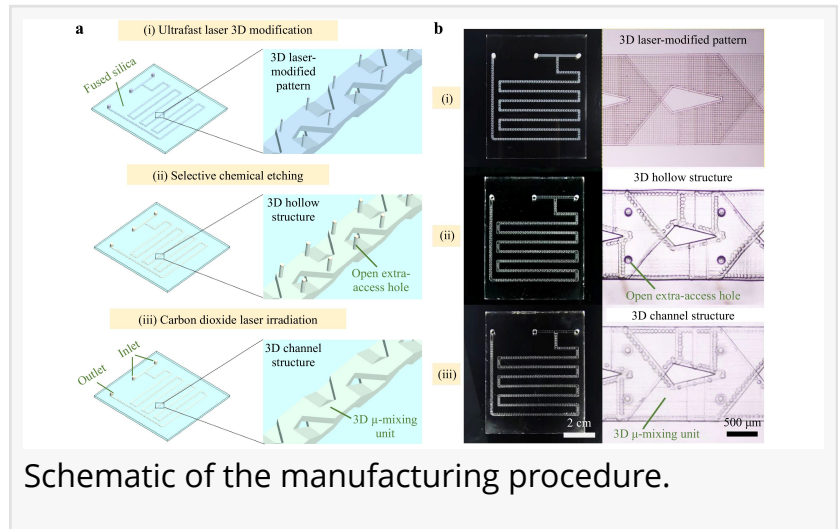 a
(i) Ultrafast laser 3D modification
Fused silica
3D laser-
modified
pattern
(ii) Selective chemical etching
3D hollow
structure
Open extra-
access hole
(iii) Carbon dioxide laser irradiation
Outlet
Inlet
3D channel
structure
3D μ-mixing
unit
b
(i)
3D laser-modified pattern
(ii)
3D hollow structure
Open extra-access hole
(iii)
3D channel structure
2 cm
3D μ-mixing unit
500 μm
Schematic of the manufacturing procedure.